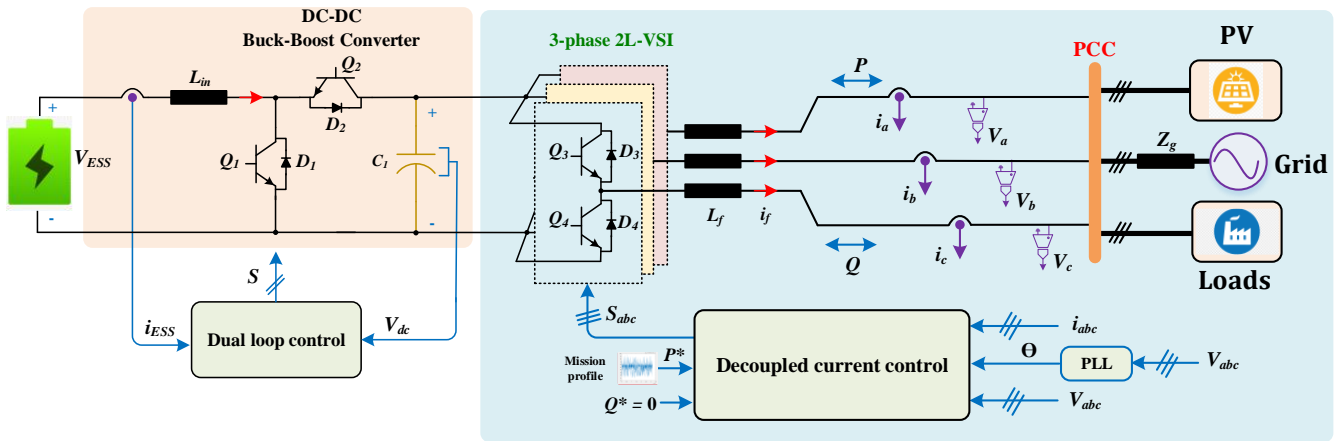 DC-DC
Buck-Boost Converter
3-phase 2L-VSI
PCC
PV
Grid
Loads
L_in
Q_2
D_2
+
V_ESS
-
Q_1
D_1
C_1
+
-
Q_3
D_3
Q_4
D_4
L_f
i_f
P
Q
i_a
V_a
i_b
V_b
i_c
V_c
Z_g
S
i_ESS
Dual loop control
V_dc
S_abc
Mission
profile
P*
Q* = 0
Decoupled current control
i_abc
Θ
PLL
V_abc
V_abc